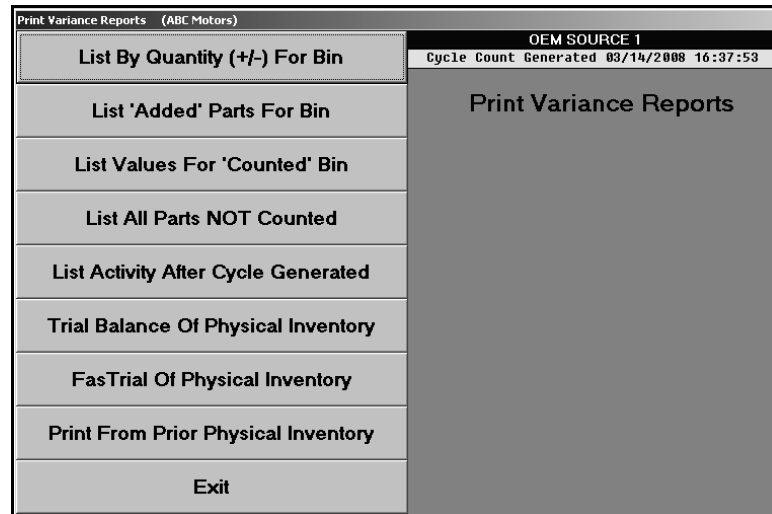 Print Variance Reports (ABC Motors)
List By Quantity (+/-) For Bin
List 'Added' Parts For Bin
List Values For 'Counted' Bin
List All Parts NOT Counted
List Activity After Cycle Generated
Trial Balance Of Physical Inventory
FasTrial Of Physical Inventory
Print From Prior Physical Inventory
Exit
OEM SOURCE 1
Cycle Count Generated 03/14/2008 16:37:53
Print Variance Reports